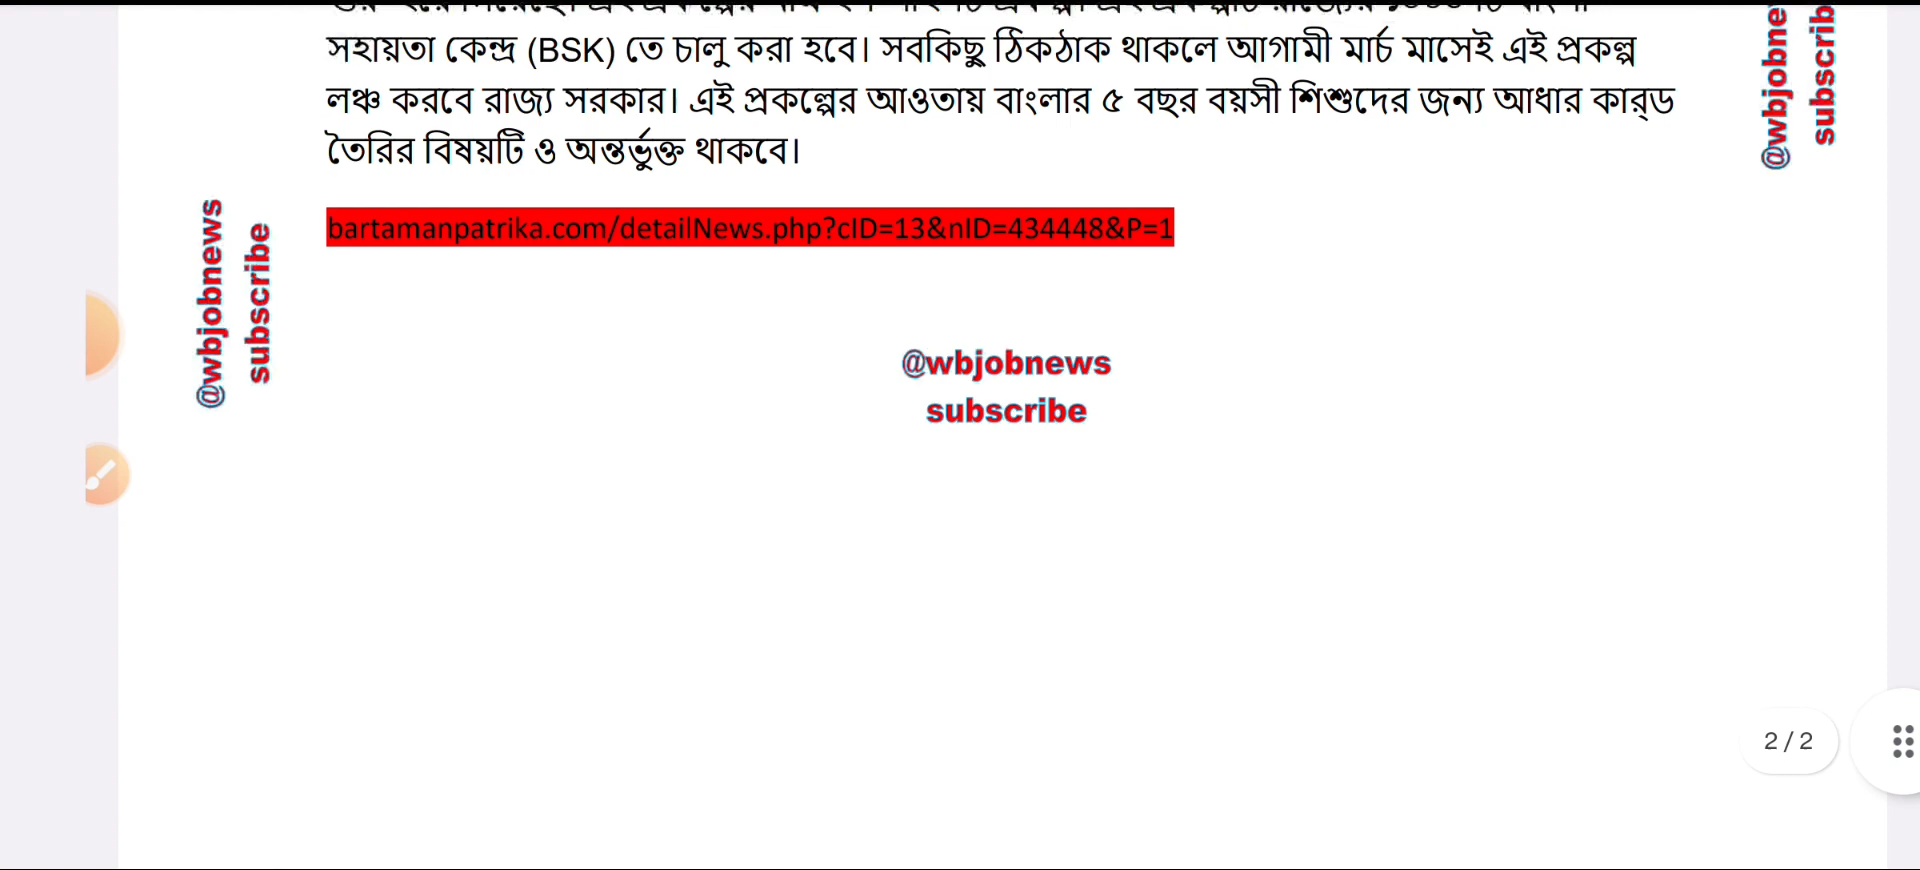 সহায়তা কেন্দ্র (BSK) তে চালু করা হবে। সবকিছু ঠিকঠাক থাকলে আগামী মার্চ মাসেই এই প্রকল্প
লঞ্চ করবে রাজ্য সরকার। এই প্রকল্পের আওতায় বাংলার ৫ বছর বয়সী শিশুদের জন্য আধার কার্ড
তৈরির বিষয়টি ও অন্তর্ভুক্ত থাকবে।
bartamanpatrika.com/detailNews.php?cID=13&nID=434448&P=1
@wbjobne
subscrib
@wbjobnews
subscribe
@wbjobnews
subscribe
2 / 2